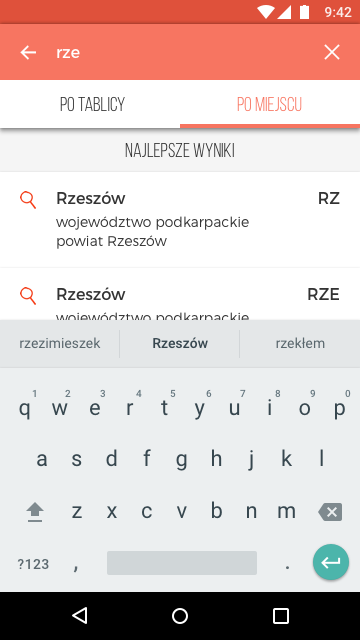 9:42
rze
PO TABLICY PO MIEJSCU
NAJLEPSZE WYNIKI
Rzeszów RZ
województwo podkarpackie
powiat Rzeszów
Rzeszów RZE
województwo podkarpackie
rzezimieszek Rzeszów rzekłem
1 2 3 4 5 6 7 8 9 0
q w e r t y u i o p
a s d f g h j k l
z x c v b n m
?123 , .